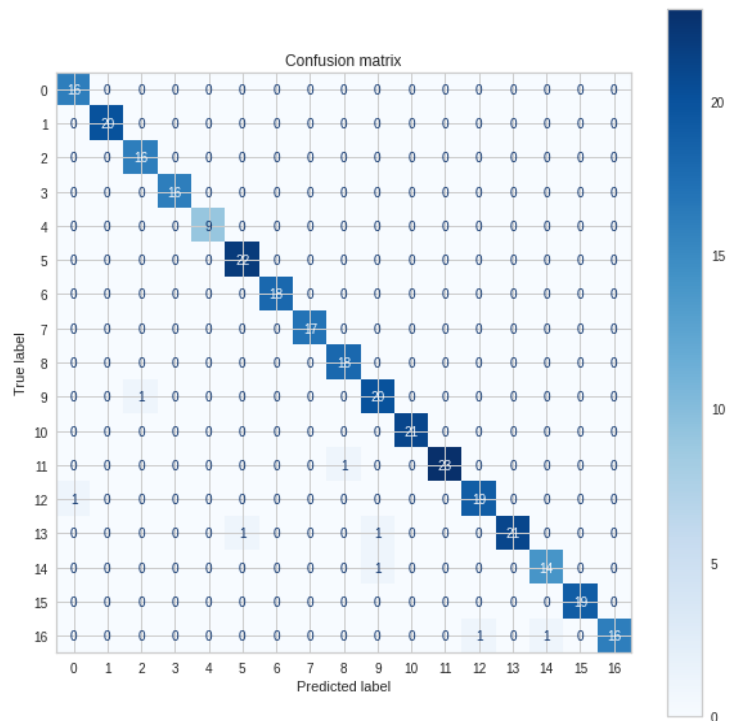 Confusion matrix
0 16 0 0 0 0 0 0 0 0 0 0 0 0 0 0 0 0
1 0 20 0 0 0 0 0 0 0 0 0 0 0 0 0 0 0
2 0 0 16 0 0 0 0 0 0 0 0 0 0 0 0 0 0
3 0 0 0 16 0 0 0 0 0 0 0 0 0 0 0 0 0
4 0 0 0 0 9 0 0 0 0 0 0 0 0 0 0 0 0
5 0 0 0 0 0 22 0 0 0 0 0 0 0 0 0 0 0
6 0 0 0 0 0 0 18 0 0 0 0 0 0 0 0 0 0
7 0 0 0 0 0 0 0 17 0 0 0 0 0 0 0 0 0
8 0 0 0 0 0 0 0 0 18 0 0 0 0 0 0 0 0
9 0 0 1 0 0 0 0 0 0 20 0 0 0 0 0 0 0
10 0 0 0 0 0 0 0 0 0 0 21 0 0 0 0 0 0
11 0 0 0 0 0 0 0 0 1 0 0 23 0 0 0 0 0
12 1 0 0 0 0 0 0 0 0 0 0 0 19 0 0 0 0
13 0 0 0 0 0 1 0 0 0 1 0 0 0 21 0 0 0
14 0 0 0 0 0 0 0 0 0 1 0 0 0 0 14 0 0
15 0 0 0 0 0 0 0 0 0 0 0 0 0 0 0 19 0
16 0 0 0 0 0 0 0 0 0 0 0 0 1 0 1 0 16
0 1 2 3 4 5 6 7 8 9 10 11 12 13 14 15 16
Predicted label
True label
20
15
10
5
0